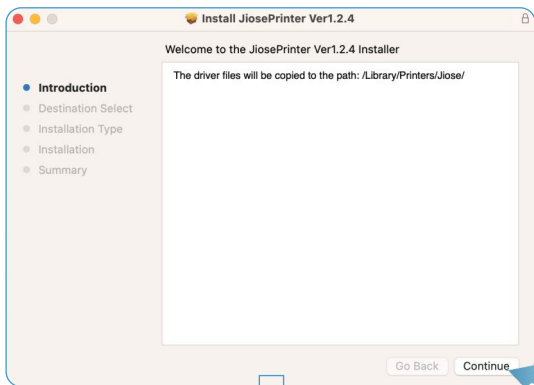 Install JiosePrinter Ver1.2.4
Welcome to the JiosePrinter Ver1.2.4 Installer
Introduction
Destination Select
Installation Type
Installation
Summary
The driver files will be copied to the path: /Library/Printers/Jiose/
Go Back
Continue